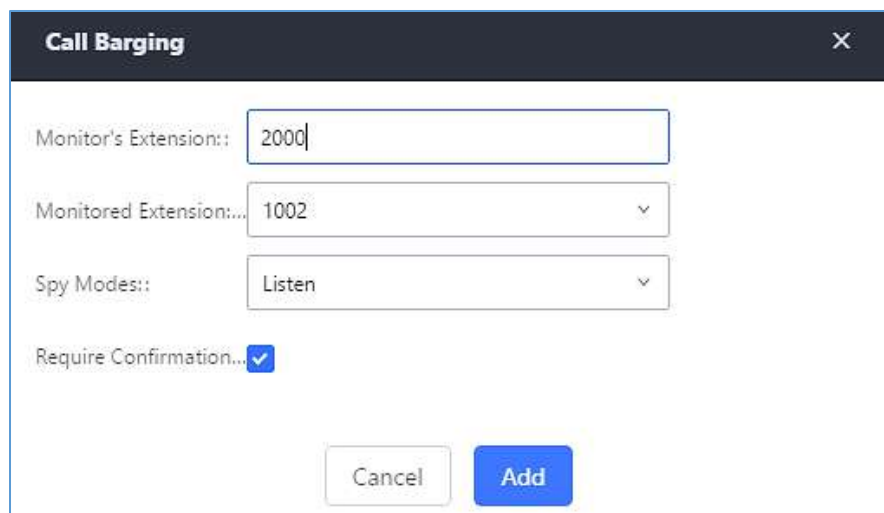 Call Barging
Monitor's Extension:: 2000
Monitored Extension:... 1002
Spy Modes:: Listen
Require Confirmation...
Cancel Add